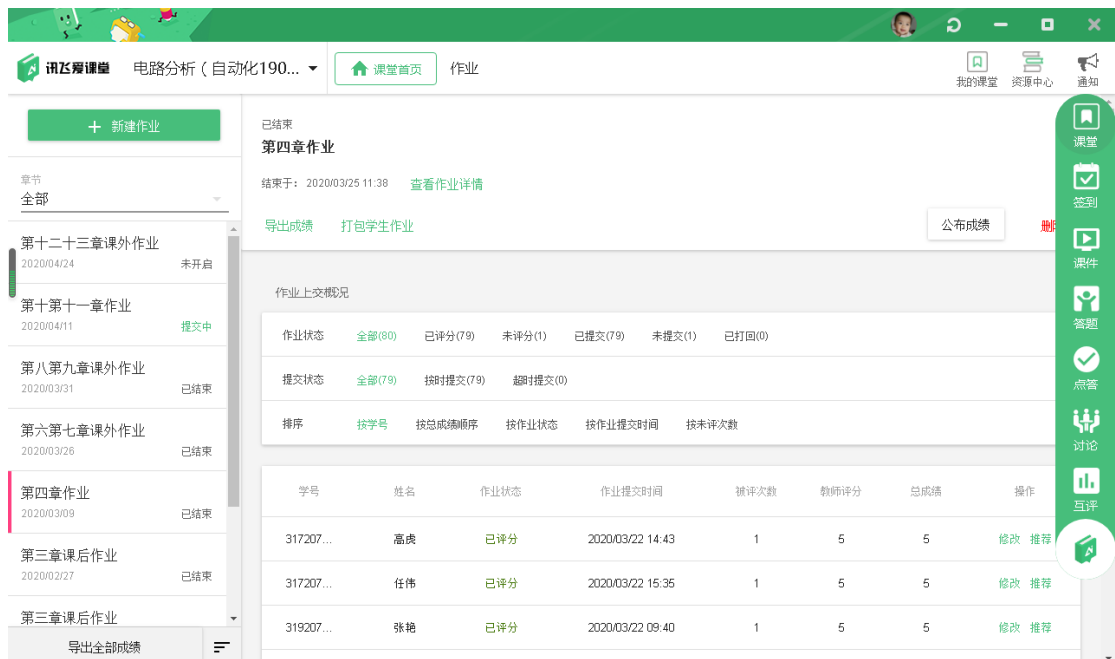 讯飞爱课堂 电路分析（自动化190... 课堂首页 作业 我的课堂 资源中心 通知
新建作业
章节
全部
第十二十三章课外作业
2020/04/24 未开启
第十第十一章作业
2020/04/11 提交中
第八第九章课外作业
2020/03/31 已结束
第六第七章课外作业
2020/03/26 已结束
第四章作业
2020/03/09 已结束
第三章课后作业
2020/02/27 已结束
第三章课后作业
导出全部成绩
已结束
第四章作业
结束于： 2020/03/25 11:38 查看作业详情
导出成绩 打包学生作业 公布成绩
作业上交概况
作业状态 全部(80) 已评分(79) 未评分(1) 已提交(79) 未提交(1) 已打回(0)
提交状态 全部(79) 按时提交(79) 超时提交(0)
排序 按学号 按总成绩顺序 按作业状态 按作业提交时间 按未评次数
学号 姓名 作业状态 作业提交时间 被评次数 教师评分 总成绩 操作
317207... 高虎 已评分 2020/03/22 14:43 1 5 5 修改 推荐
317207... 任伟 已评分 2020/03/22 15:35 1 5 5 修改 推荐
319207... 张艳 已评分 2020/03/22 09:40 1 5 5 修改 推荐
课堂
签到
课件
答题
点答
讨论
互评